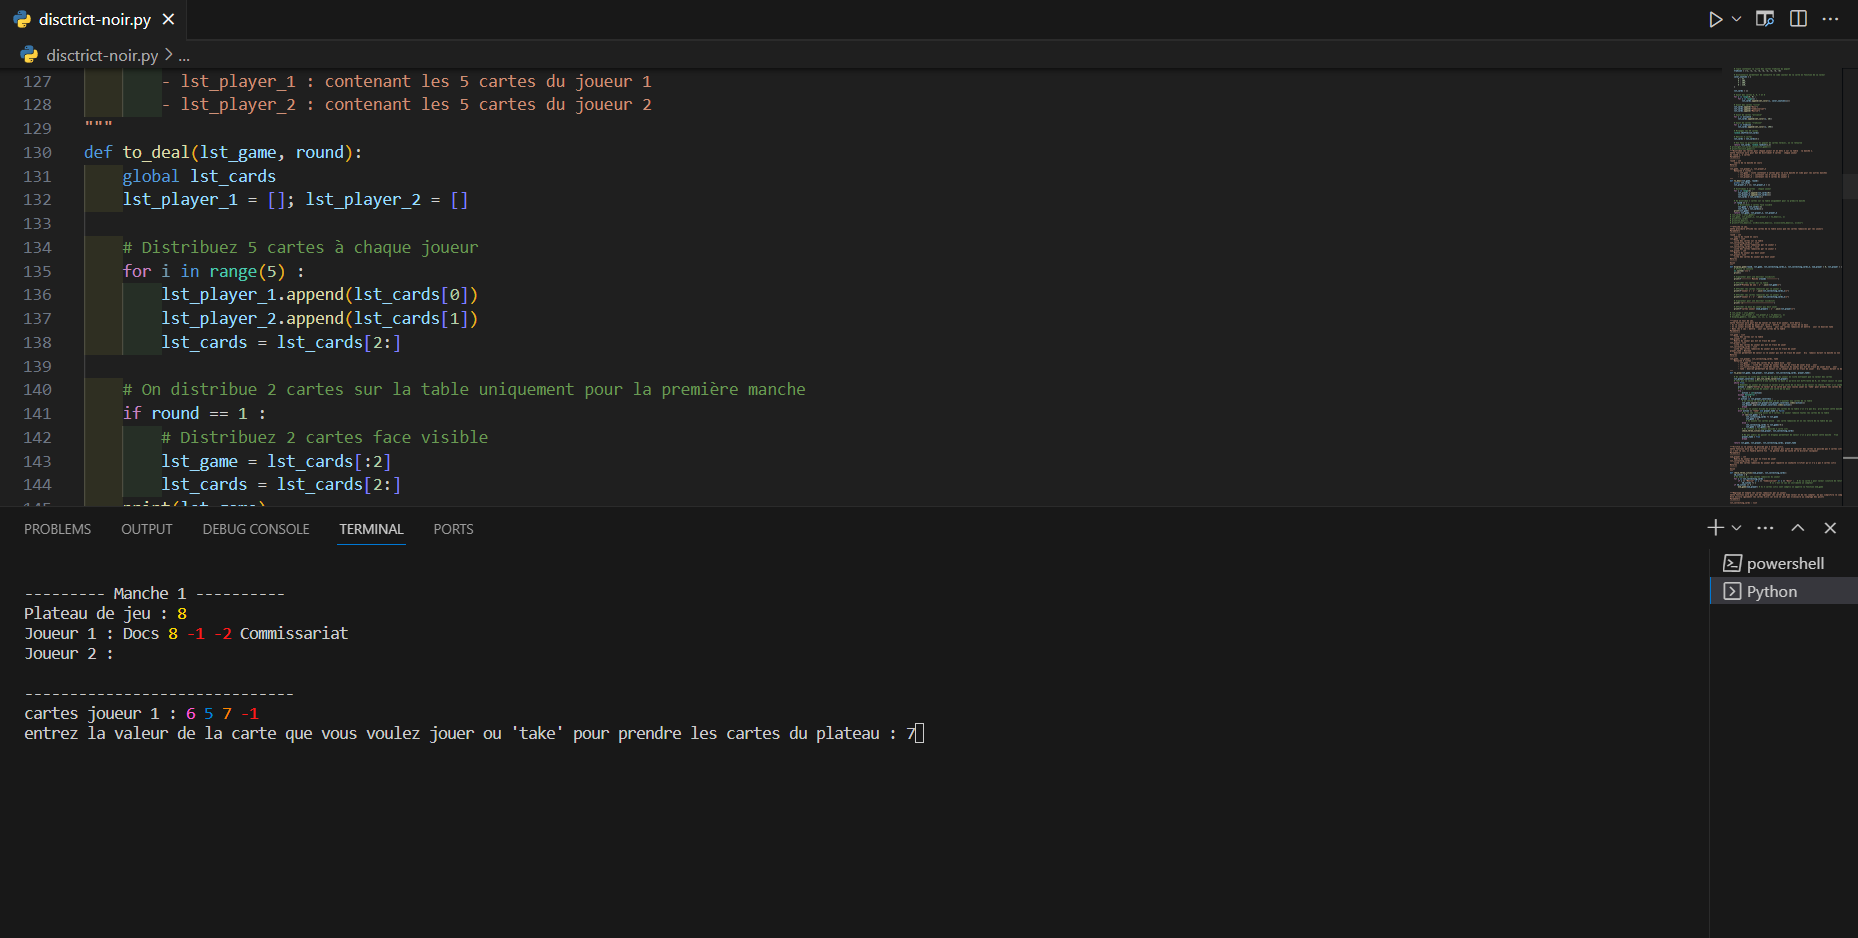 disctrict-noir.py
disctrict-noir.py > ...
127 - lst_player_1 : contenant les 5 cartes du joueur 1
128 - lst_player_2 : contenant les 5 cartes du joueur 2
129 """
130 def to_deal(lst_game, round):
131 global lst_cards
132 lst_player_1 = []; lst_player_2 = []
133
134 # Distribuez 5 cartes à chaque joueur
135 for i in range(5) :
136 lst_player_1.append(lst_cards[0])
137 lst_player_2.append(lst_cards[1])
138 lst_cards = lst_cards[2:]
139
140 # On distribue 2 cartes sur la table uniquement pour la première manche
141 if round == 1 :
142 # Distribuez 2 cartes face visible
143 lst_game = lst_cards[:2]
144 lst_cards = lst_cards[2:]
145 print(lst_game)
PROBLEMS OUTPUT DEBUG CONSOLE TERMINAL PORTS
powershell
Python
--------- Manche 1 ----------
Plateau de jeu : 8
Joueur 1 : Docs 8 -1 -2 Commissariat
Joueur 2 :
------------------------------
cartes joueur 1 : 6 5 7 -1
entrez la valeur de la carte que vous voulez jouer ou 'take' pour prendre les cartes du plateau : 7